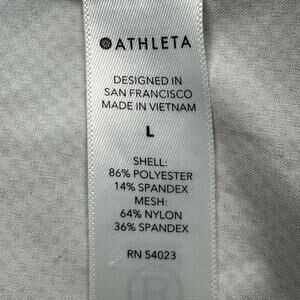 ATHLETA
DESIGNED IN
SAN FRANCISCO
MADE IN VIETNAM
L
SHELL:
86% POLYESTER
14% SPANDEX
MESH:
64% NYLON
36% SPANDEX
RN 54023